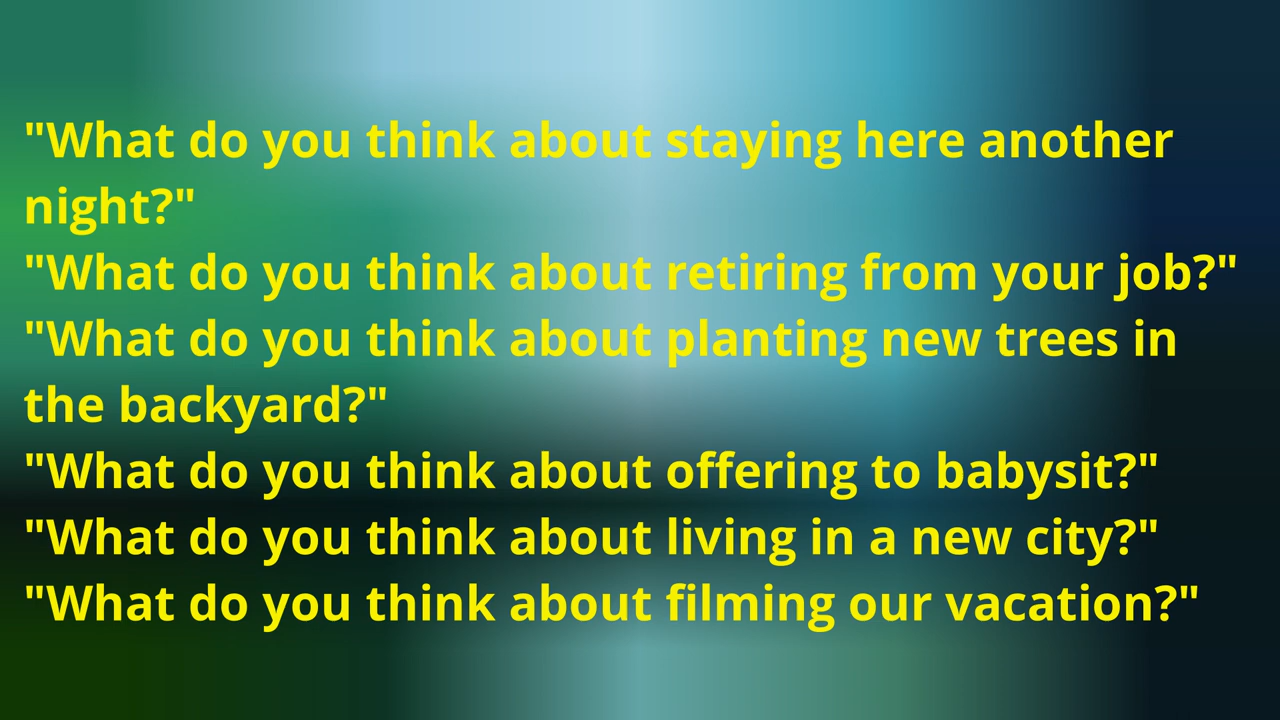 "What do you think about staying here another
night?"
"What do you think about retiring from your job?"
"What do you think about planting new trees in
the backyard?"
"What do you think about offering to babysit?"
"What do you think about living in a new city?"
"What do you think about filming our vacation?"